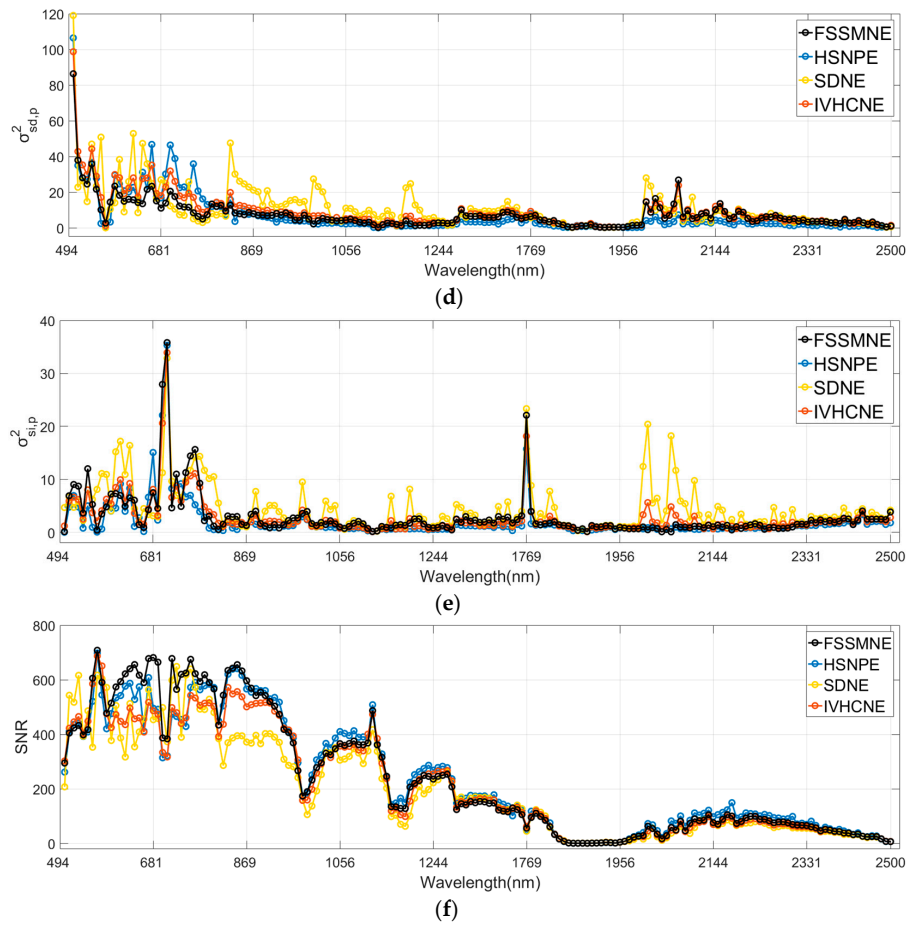 120
100
80
60
40
20
0
σ²sd,p
FSSMNE
HSNPE
SDNE
IVHCNE
494 681 869 1056 1244 1769 1956 2144 2331 2500
Wavelength(nm)
(d)
40
30
20
10
0
σ²si,p
FSSMNE
HSNPE
SDNE
IVHCNE
494 681 869 1056 1244 1769 1956 2144 2331 2500
Wavelength(nm)
(e)
800
600
400
200
0
SNR
FSSMNE
HSNPE
SDNE
IVHCNE
494 681 869 1056 1244 1769 1956 2144 2331 2500
Wavelength(nm)
(f)